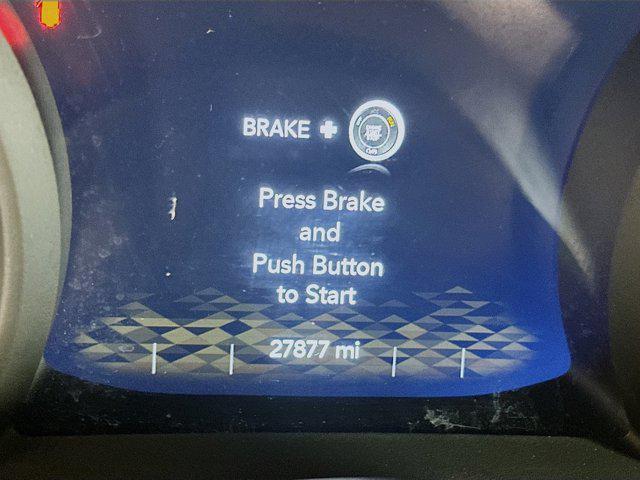 BRAKE +
Press Brake
and
Push Button
to Start
27877 mi